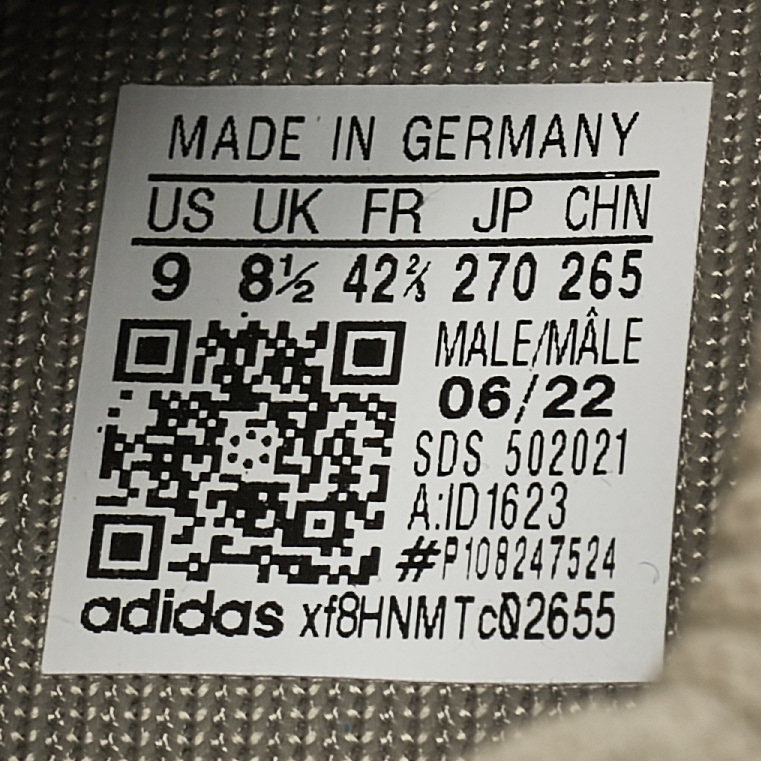 MADE IN GERMANY
US UK FR JP CHN
9 8½ 42⅔ 270 265
MALE/MÂLE
06/22
SDS 502021
A:ID1623
#P108247524
adidas